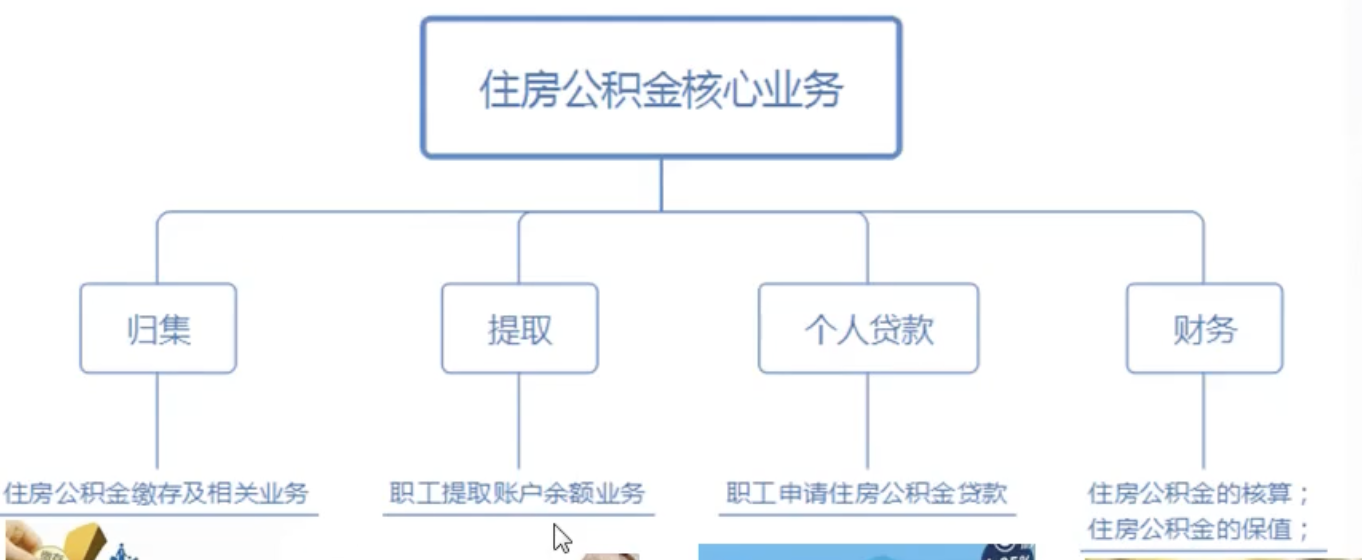 住房公积金核心业务
归集
提取
个人贷款
财务
住房公积金缴存及相关业务
职工提取账户余额业务
职工申请住房公积金贷款
住房公积金的核算；
住房公积金的保值；